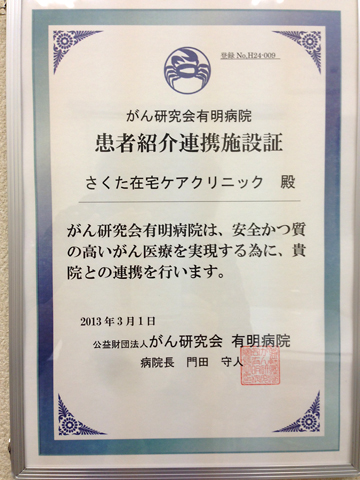 登録 No,H24-009
がん研究会有明病院
患者紹介連携施設証
さくた在宅ケアクリニック 殿
がん研究会有明病院は、安全かつ質
の高いがん医療を実現する為に、貴
院との連携を行います。
2013年3月1日
公益財団法人がん研究会 有明病院
病院長 門田 守人